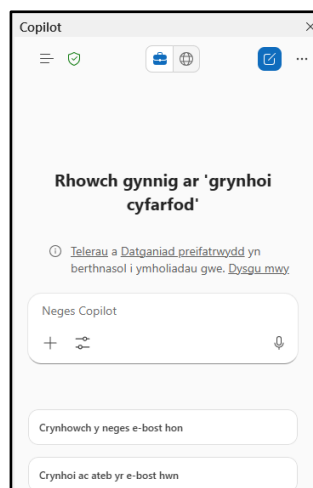 Copilot
Rhowch gynnig ar 'grynhoi
cyfarfod'
Telerau a Datganiad preifatrwydd yn
berthnasol i ymholiadau gwe. Dysgu mwy
Neges Copilot
Crynhowch y neges e-bost hon
Crynhoi ac ateb yr e-bost hwn